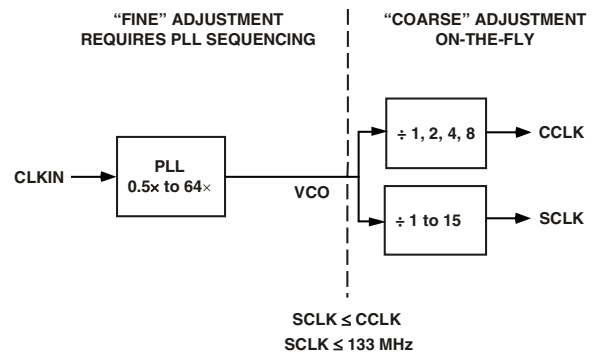 “FINE” ADJUSTMENT
REQUIRES PLL SEQUENCING
“COARSE” ADJUSTMENT
ON-THE-FLY
CLKIN
PLL
0.5× to 64×
VCO
÷ 1, 2, 4, 8
CCLK
÷ 1 to 15
SCLK
SCLK ≤ CCLK
SCLK ≤ 133 MHz